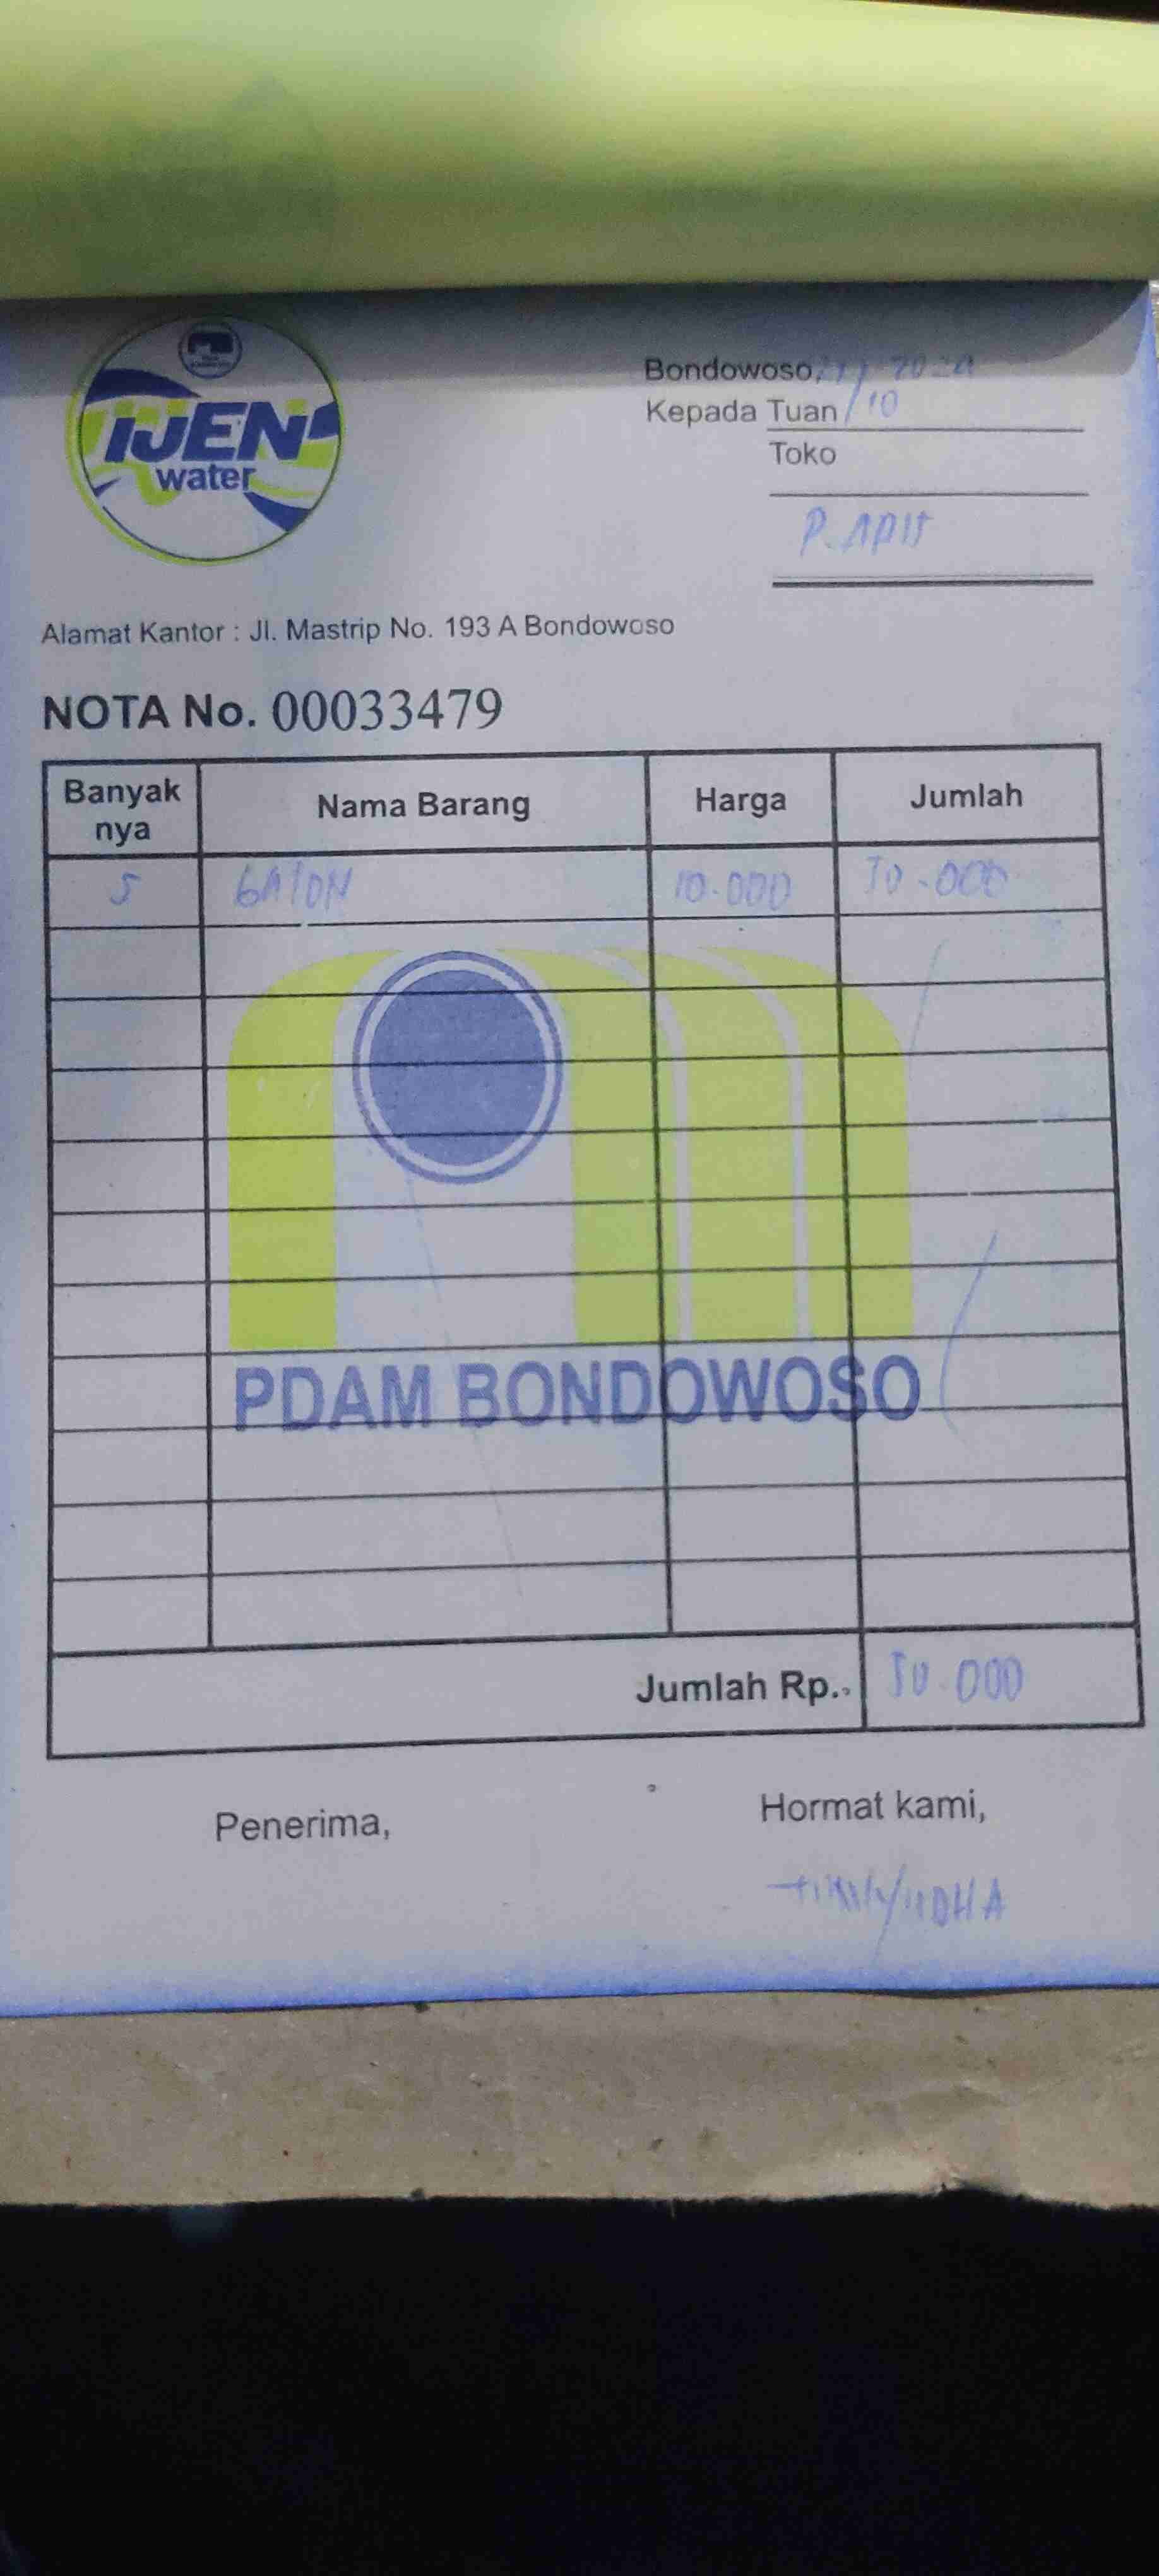 IJEN
water
Bondowoso, 2024
Kepada Tuan /10
Toko
P. APIT
Alamat Kantor : Jl. Mastrip No. 193 A Bondowoso
NOTA No. 00033479
Banyak nya Nama Barang Harga Jumlah
5 GALON 10.000 50.000
PDAM BONDOWOSO
Jumlah Rp.. 50.000
Penerima, Hormat kami,